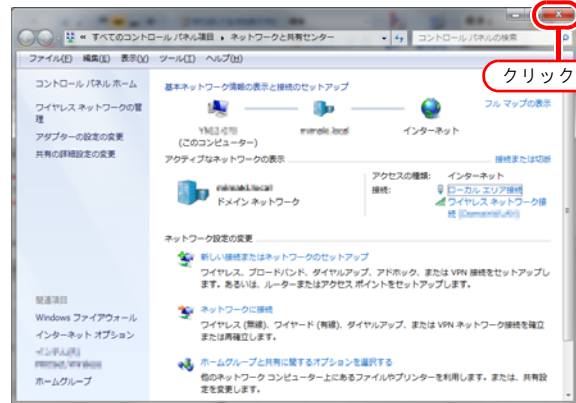 « すべてのコントロール パネル項目 ▸ ネットワークと共有センター
コントロール パネルの検索
ファイル(F) 編集(E) 表示(V) ツール(T) ヘルプ(H)
クリック
コントロール パネル ホーム
ワイヤレス ネットワークの管
理
アダプターの設定の変更
共有の詳細設定の変更
基本ネットワーク情報の表示と接続のセットアップ
フル マップの表示
インターネット
(このコンピューター)
アクティブなネットワークの表示
接続または切断
ドメイン ネットワーク
アクセスの種類: インターネット
接続: ローカル エリア接続
ワイヤレス ネットワーク接
続
ネットワーク設定の変更
新しい接続またはネットワークのセットアップ
ワイヤレス、ブロードバンド、ダイヤルアップ、アドホック、または VPN 接続をセットアップし
ます。あるいは、ルーターまたはアクセス ポイントをセットアップします。
ネットワークに接続
ワイヤレス (無線)、ワイヤード (有線)、ダイヤルアップ、または VPN ネットワーク接続を確立
または再確立します。
ホームグループと共有に関するオプションを選択する
他のネットワーク コンピューター上にあるファイルやプリンターを利用します。または、共有設
定を変更します。
関連項目
Windows ファイアウォール
インターネット オプション
ホームグループ